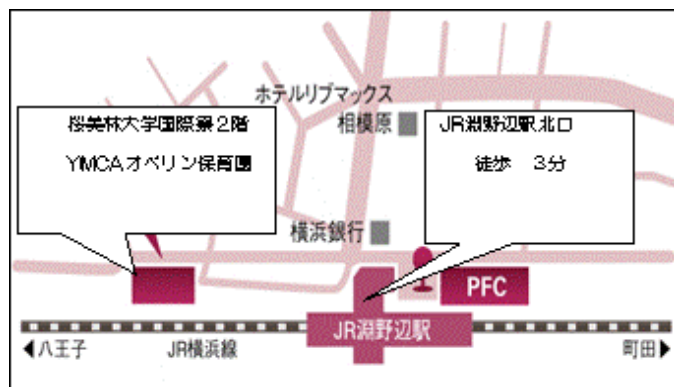 ホテルリブマックス
相模原
桜美林大学国際寮2階
YMCAオベリン保育園
JR淵野辺駅北口
徒歩 3分
横浜銀行
PFC
JR淵野辺駅
八王子
JR横浜線
町田